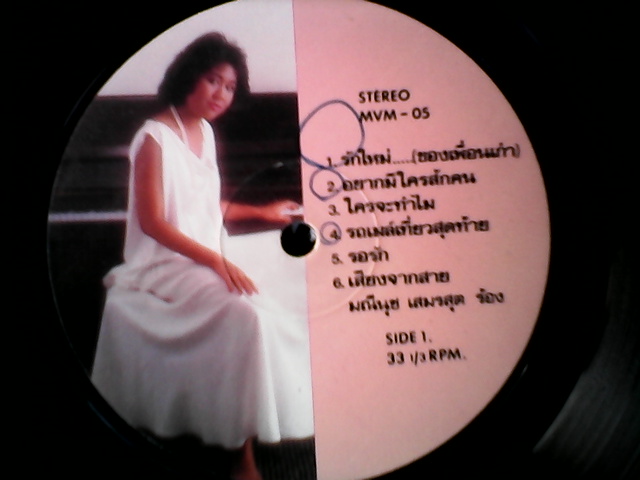 STEREO
MVM - 05
1. รักใหม่.....(ของเพื่อนเก่า)
2. อยากมีใครสักคน
3. ใครจะทำไม
4. รถเมล์เที่ยวสุดท้าย
5. รอรัก
6. เสียงจากสาย
มณีนุช เสมรสุต ร้อง
SIDE 1.
33 1/3 RPM.